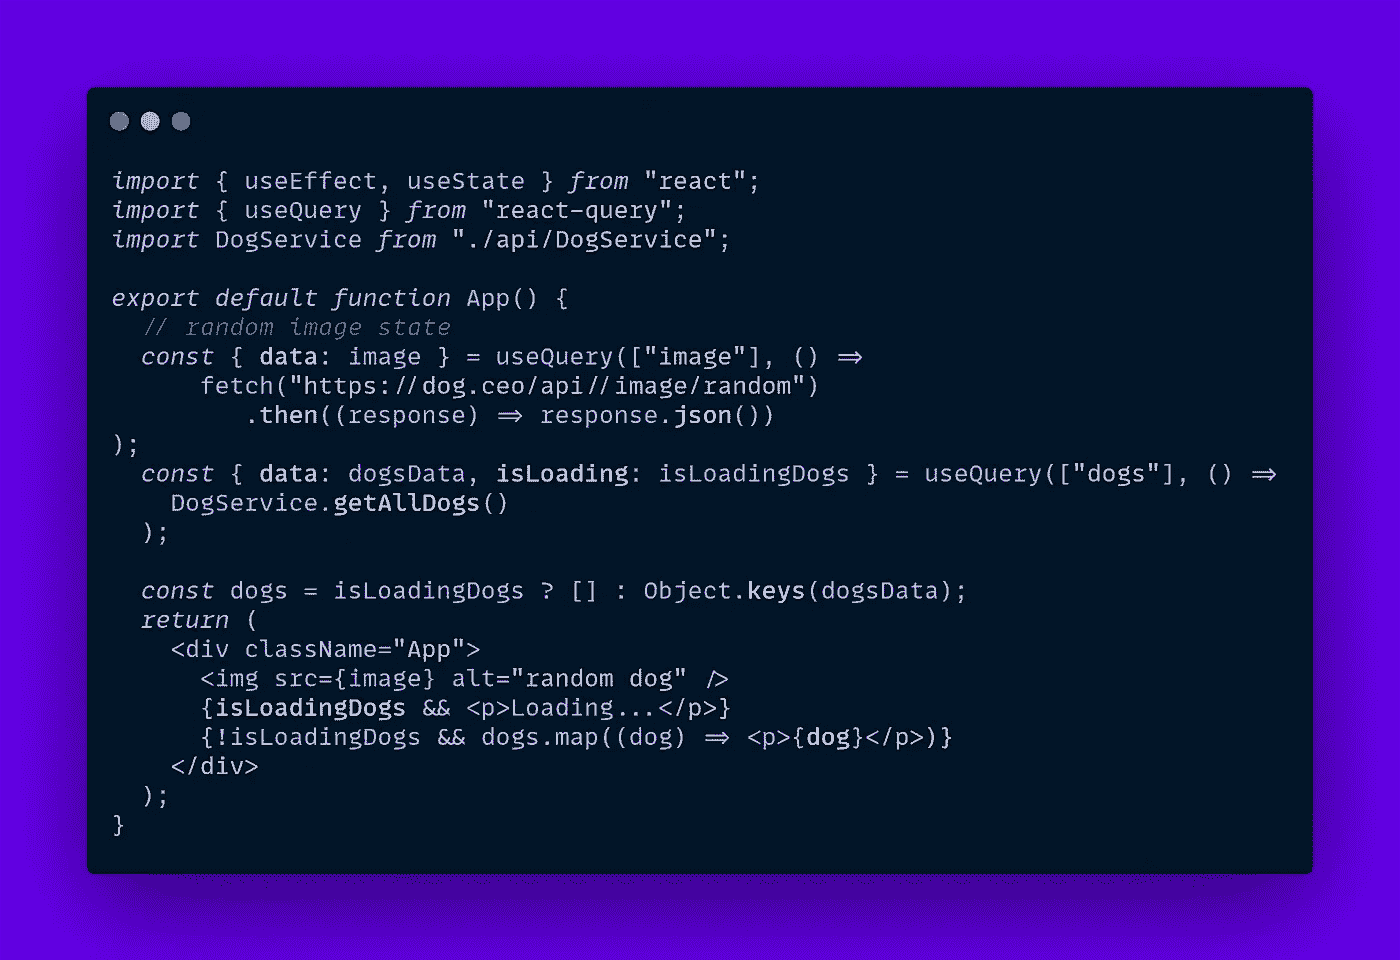 import { useEffect, useState } from "react";
import { useQuery } from "react-query";
import DogService from "./api/DogService";
export default function App() {
// random image state
const { data: image } = useQuery(["image"], () =>
fetch("https://dog.ceo/api//image/random")
.then((response) => response.json())
);
const { data: dogsData, isLoading: isLoadingDogs } = useQuery(["dogs"], () =>
DogService.getAllDogs()
);
const dogs = isLoadingDogs ? [] : Object.keys(dogsData);
return (
<div className="App">
<img src={image} alt="random dog" />
{isLoadingDogs && <p>Loading...</p>}
{!isLoadingDogs && dogs.map((dog) => <p>{dog}</p>)}
</div>
);
}